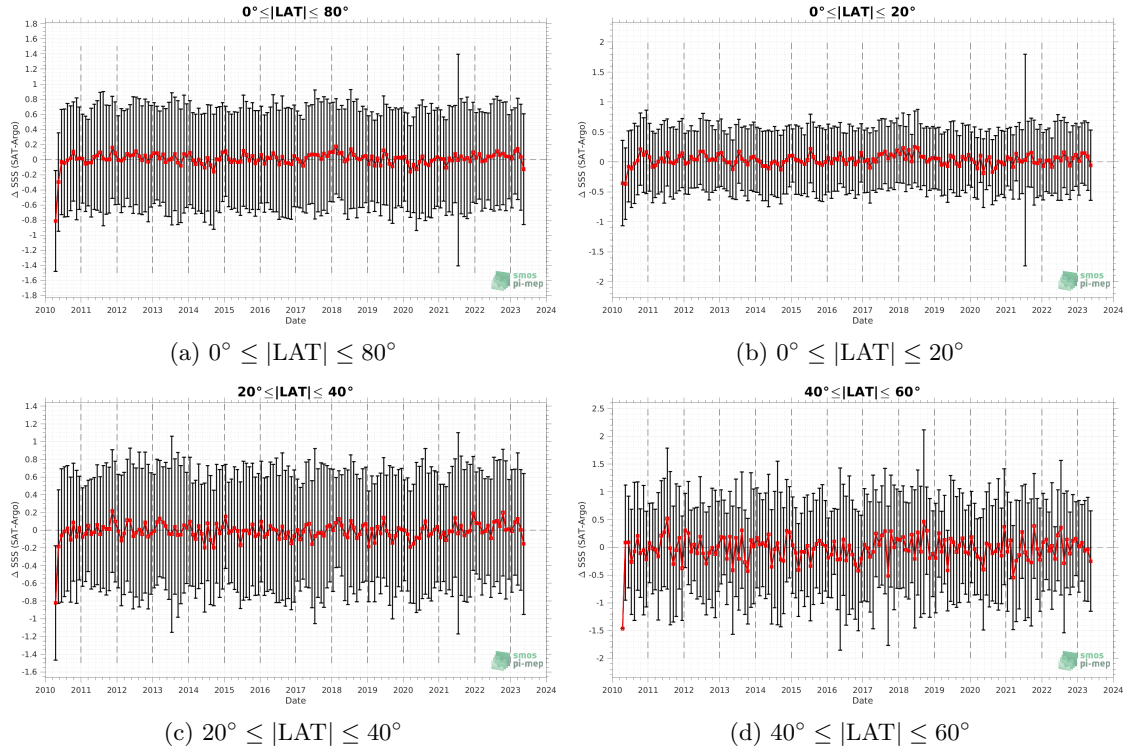 0°≤|LAT|≤ 80°
1.8
1.6
1.4
1.2
1
0.8
0.6
0.4
0.2
0
-0.2
-0.4
-0.6
-0.8
-1
-1.2
-1.4
-1.6
-1.8
Δ SSS (SAT-Argo)
smos
pi-mep
2010 2011 2012 2013 2014 2015 2016 2017 2018 2019 2020 2021 2022 2023 2024
Date
(a) 0° ≤ |LAT| ≤ 80°
0°≤|LAT|≤ 20°
2
1.5
1
0.5
0
-0.5
-1
-1.5
-2
Δ SSS (SAT-Argo)
smos
pi-mep
2010 2011 2012 2013 2014 2015 2016 2017 2018 2019 2020 2021 2022 2023 2024
Date
(b) 0° ≤ |LAT| ≤ 20°
20°≤|LAT|≤ 40°
1.4
1.2
1
0.8
0.6
0.4
0.2
0
-0.2
-0.4
-0.6
-0.8
-1
-1.2
-1.4
-1.6
Δ SSS (SAT-Argo)
smos
pi-mep
2010 2011 2012 2013 2014 2015 2016 2017 2018 2019 2020 2021 2022 2023 2024
Date
(c) 20° ≤ |LAT| ≤ 40°
40°≤|LAT|≤ 60°
2.5
2
1.5
1
0.5
0
-0.5
-1
-1.5
-2
Δ SSS (SAT-Argo)
smos
pi-mep
2010 2011 2012 2013 2014 2015 2016 2017 2018 2019 2020 2021 2022 2023 2024
Date
(d) 40° ≤ |LAT| ≤ 60°